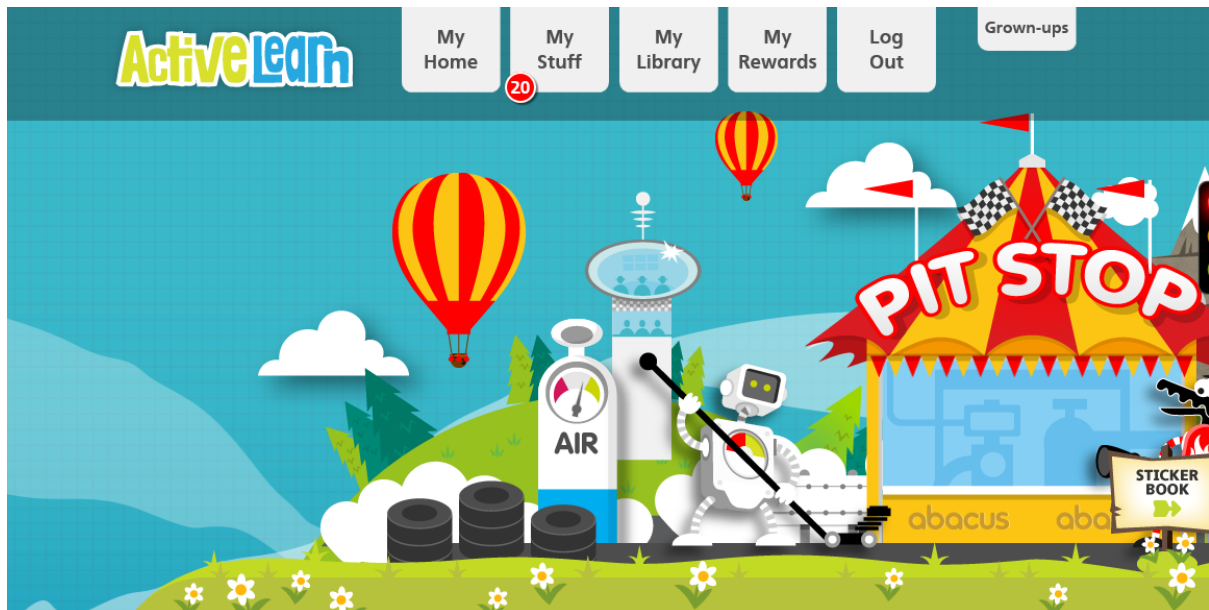 ActiveLearn
My
Home
My
Stuff
My
Library
My
Rewards
Log
Out
Grown-ups
20
PIT STOP
AIR
STICKER
BOOK
abacus
aba